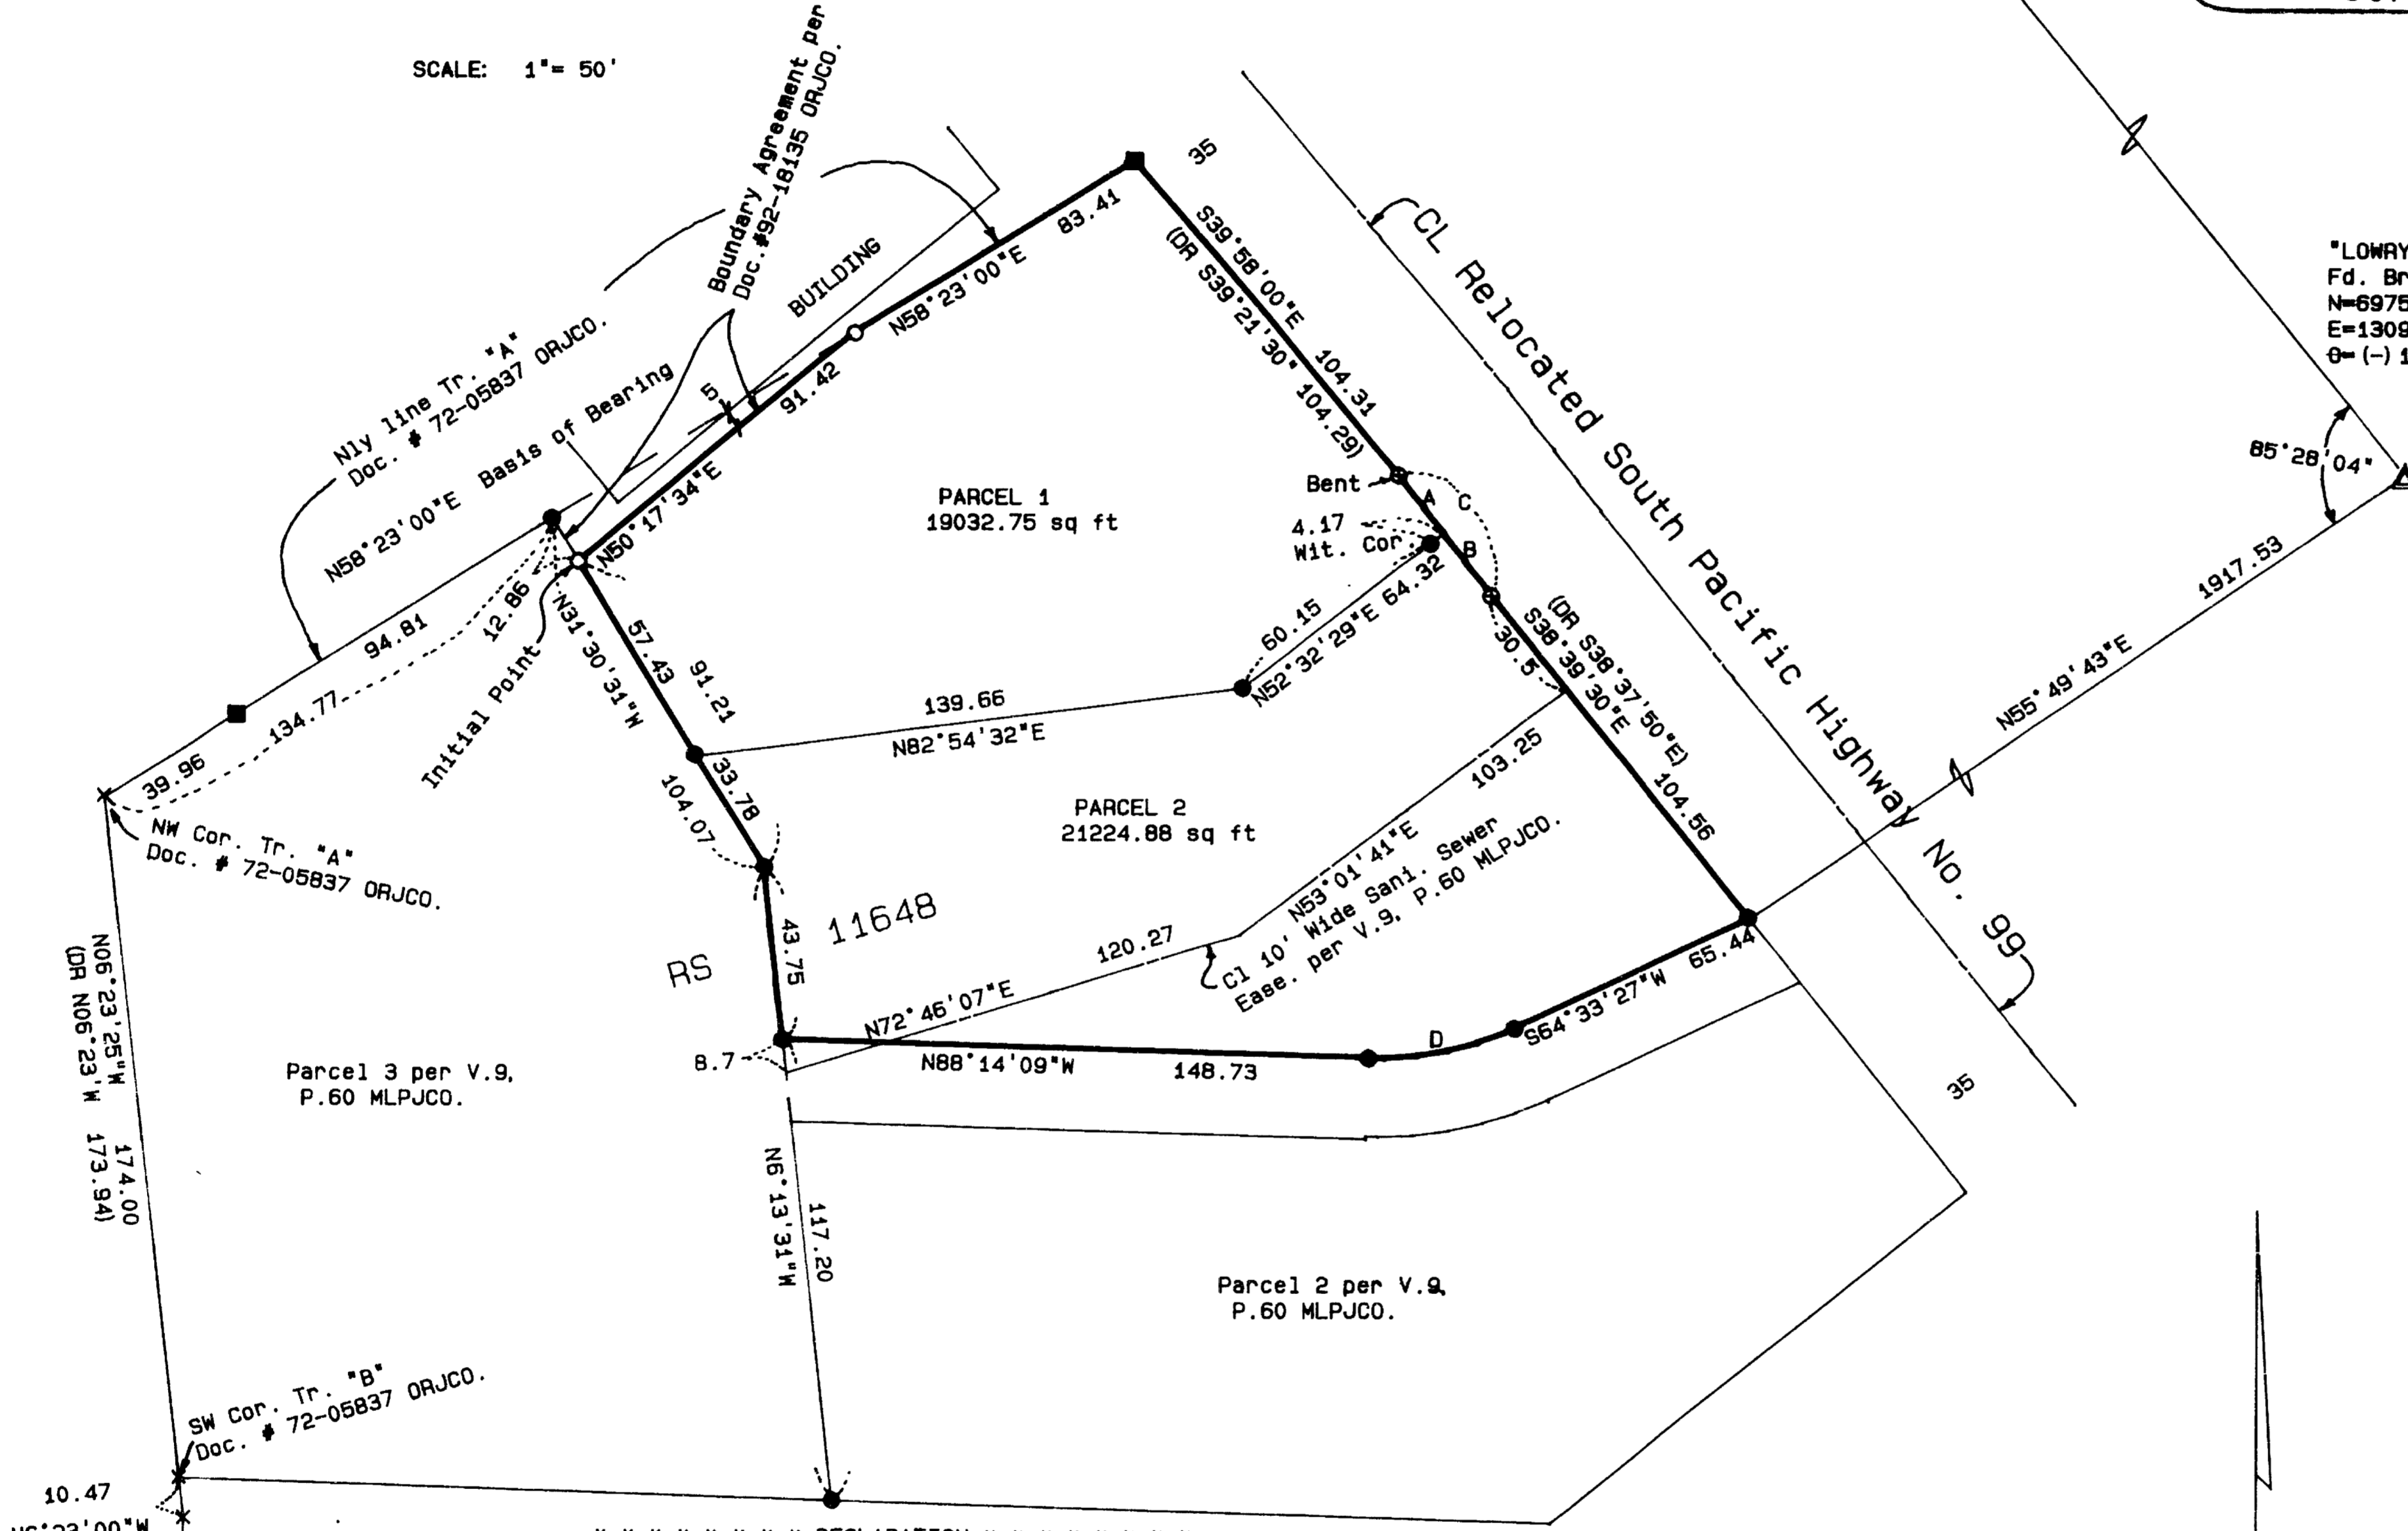 SCALE: 1"= 50'
Boundary Agreement per
Doc.#92-18135 ORJCO.
35
83.41
N58°23'00"E
BUILDING
S39°58'00"E
104.31
(DR S39°21'30" 104.29)
CL Relocated South Pacific Highway No. 99
"LOWRY
Fd. Br
N=6975
E=1309
θ=(-)1
85°28'04"
1917.53
N55°49'43"E
Nly line Tr. "A"
Doc. # 72-05837 ORJCO.
N58°23'00"E Basis of Bearing
5
91.42
N50°17'34"E
PARCEL 1
19032.75 sq ft
Bent
A
C
4.17
Wit. Cor.
B
60.15
N52°32'29"E 64.32
30.5
(DR S38°37'50"E)
S38°39'30"E
104.56
94.81
12.86
134.77
39.96
Initial Point
57.43
91.21
N31°30'31"W
139.66
N82°54'32"E
33.78
104.07
NW Cor. Tr. "A"
Doc. # 72-05837 ORJCO.
PARCEL 2
21224.88 sq ft
103.25
N53°01'41"E
Cl 10' Wide Sani. Sewer
Ease. per V.9, P.60 MLPJCO.
RS 11648
43.75
120.27
N72°46'07"E
65.44
S64°33'27"W
D
8.7
N88°14'09"W
148.73
35
N06°23'25"W 174.00
(DR N06°23'W 173.94)
Parcel 3 per V.9,
P.60 MLPJCO.
N6°13'31"W
117.20
Parcel 2 per V.9,
P.60 MLPJCO.
SW Cor. Tr. "B"
Doc. # 72-05837 ORJCO.
10.47
DECLARATION